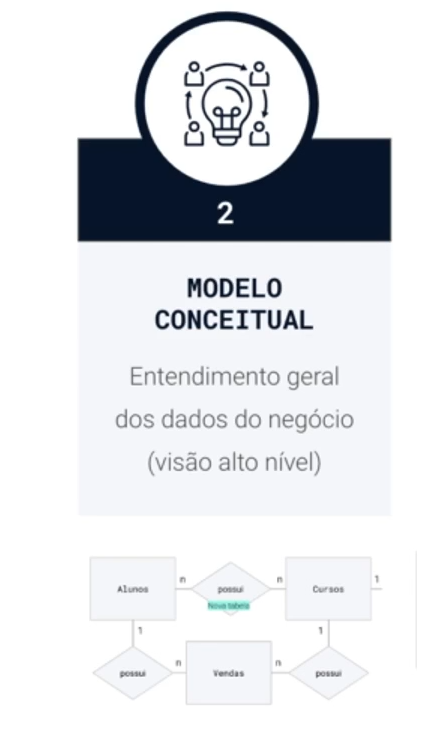 2
MODELO
CONCEITUAL
Entendimento geral
dos dados do negócio
(visão alto nível)
Alunos n possui n Cursos 1
Nova tabela
1 1
possui n Vendas n possui